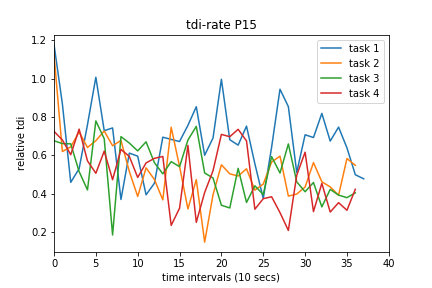 tdi-rate P15
1.2
1.0
0.8
0.6
0.4
0.2
relative tdi
task 1
task 2
task 3
task 4
0 5 10 15 20 25 30 35 40
time intervals (10 secs)